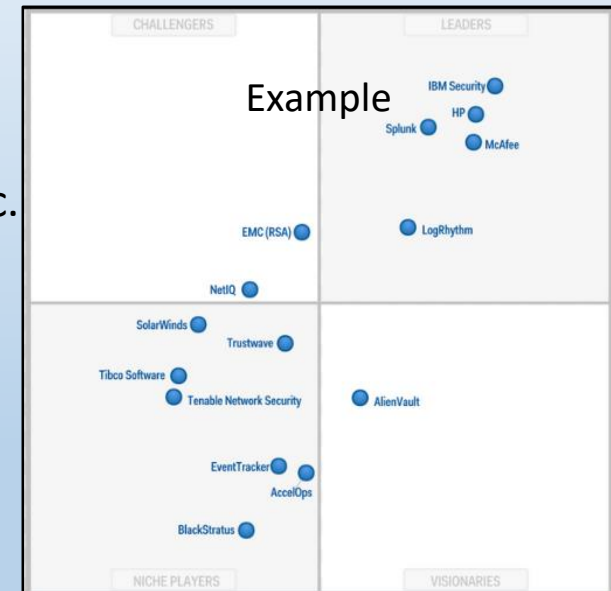 CHALLENGERS
LEADERS
Example
IBM Security
HP
Splunk
McAfee
c.
EMC (RSA)
LogRhythm
NetIQ
SolarWinds
Trustwave
Tibco Software
Tenable Network Security
AlienVault
EventTracker
AccelOps
BlackStratus
NICHE PLAYERS
VISIONARIES